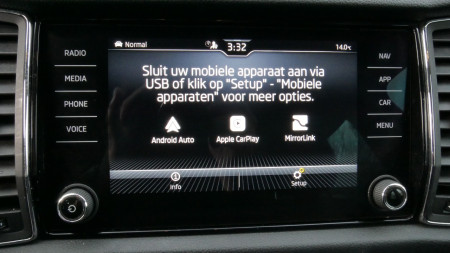 RADIO
MEDIA
PHONE
VOICE
Normal
3:32
14.0°C
Sluit uw mobiele apparaat aan via
USB of klik op "Setup" - "Mobiele
apparaten" voor meer opties.
Android Auto
Apple CarPlay
MirrorLink
Info
Setup
NAV
APP
CAR
MENU